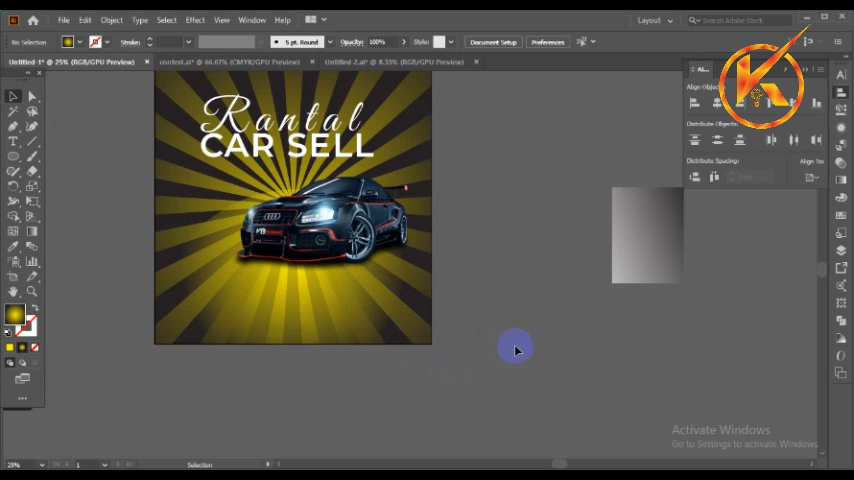 File Edit Object Type Select Effect View Window Help
Layout
Search Adobe Stock
No Selection
Stroke:
5 pt. Round
Opacity: 100%
Style:
Document Setup
Preferences
Untitled-1* @ 25% (RGB/GPU Preview) ×
contest.ai* @ 66.67% (CMYK/GPU Preview) ×
Untitled-2.ai* @ 8.33% (RGB/GPU Preview) ×
Align Objec
Distribute Objects:
Distribute Spacing:
Align To:
Rantal
CAR SELL
Activate Windows
Go to Settings to activate Windows.
25%
1
Selection